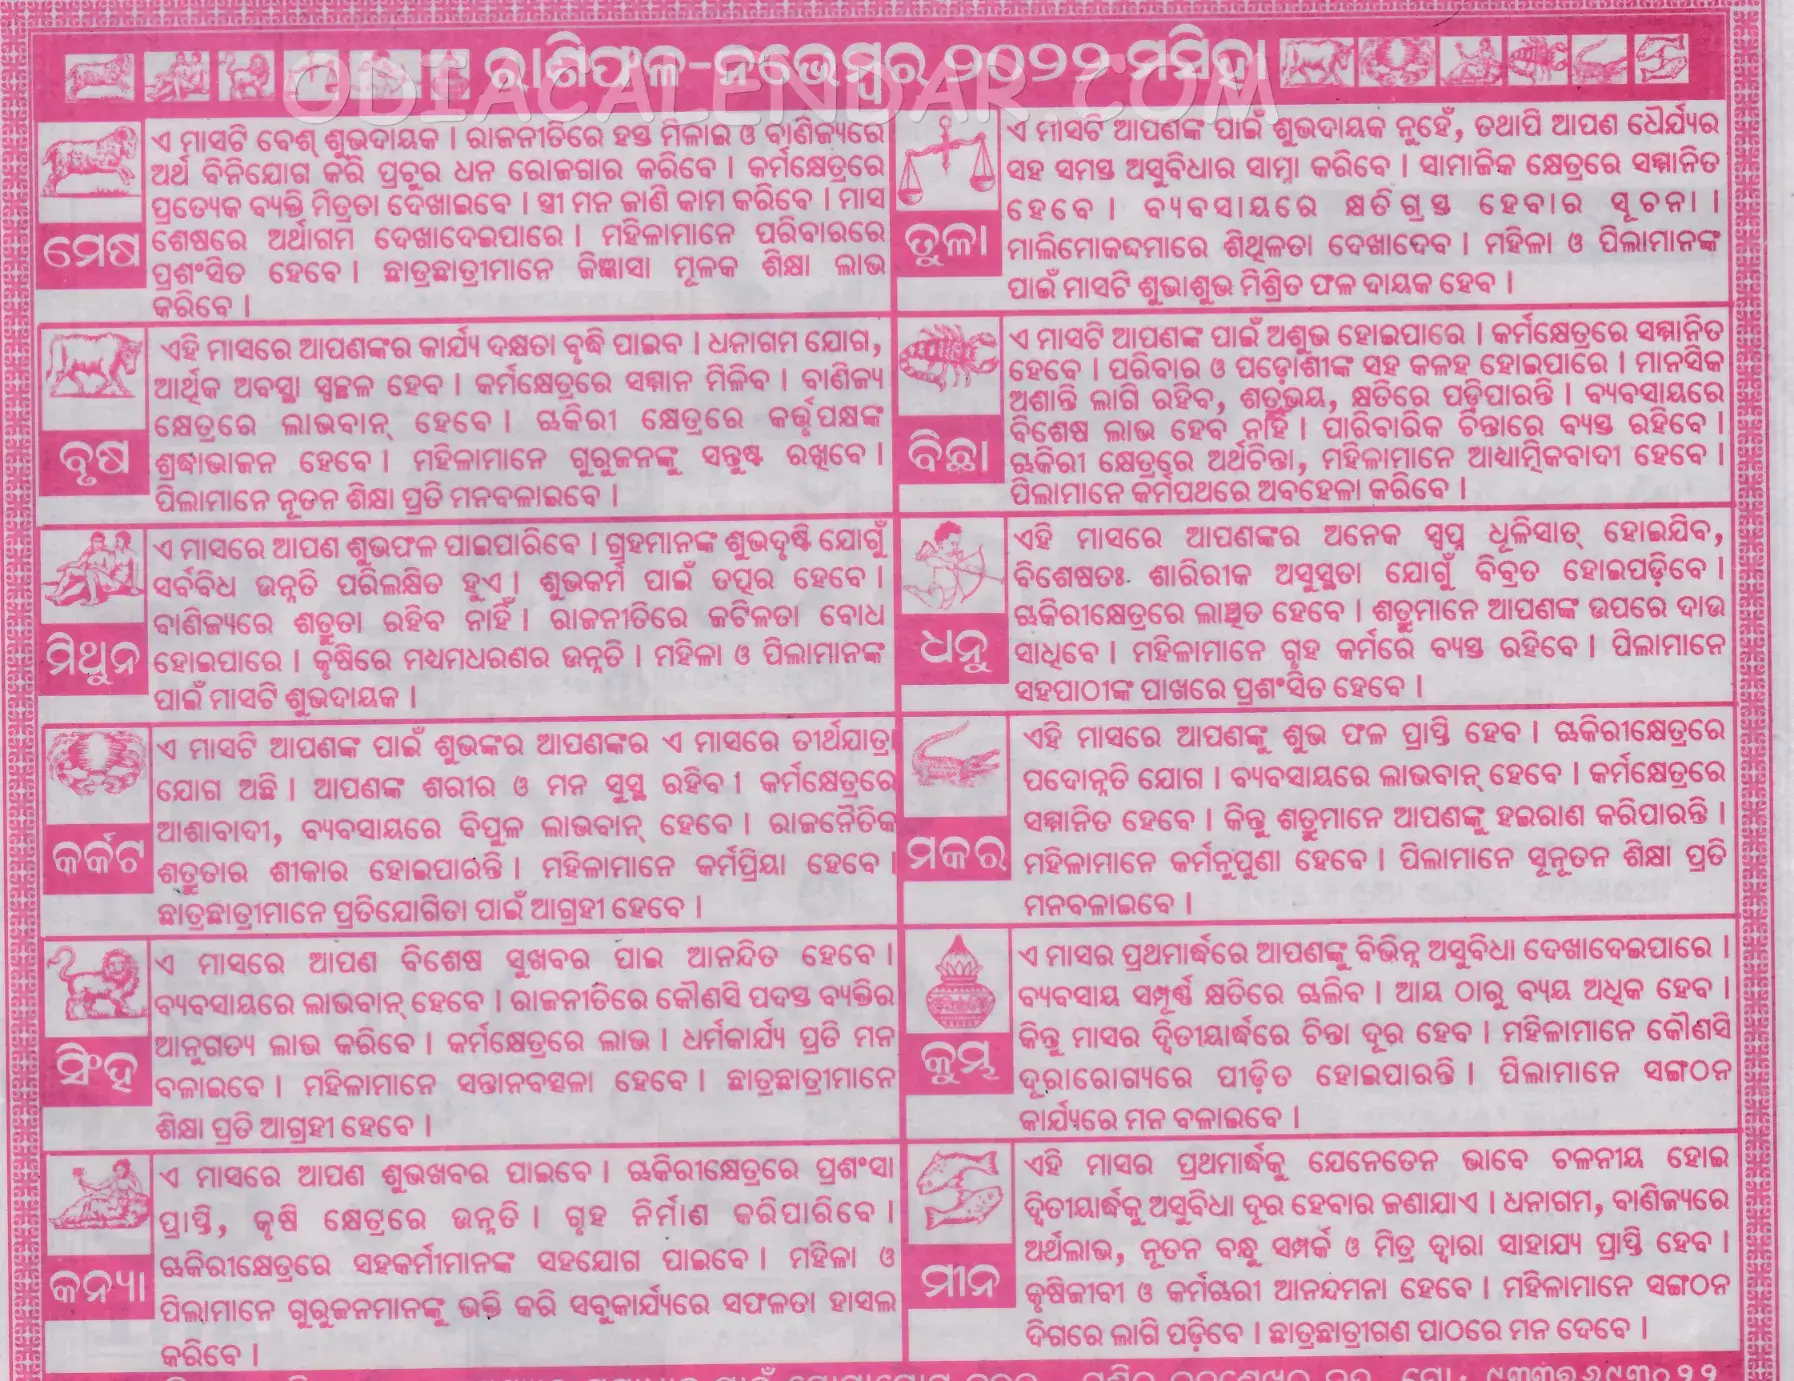 ରାଶିଫଳ-ନଭେମ୍ବର ୨୦୨୨ ମସିହା
ODIACALENDAR.COM
ମେଷ
ଏ ମାସଟି ବେଶ୍ ଶୁଭଦାୟକ । ରାଜନୀତିରେ ହସ୍ତ ମିଳାଇ ଓ ବାଣିଜ୍ୟରେ
ଅର୍ଥ ବିନିଯୋଗ କରି ପ୍ରଚୁର ଧନ ରୋଜଗାର କରିବେ । କର୍ମକ୍ଷେତ୍ରରେ
ପ୍ରତ୍ୟେକ ବ୍ୟକ୍ତି ମିତ୍ରତା ଦେଖାଇବେ । ସ୍ତ୍ରୀ ମନ ଜାଣି କାମ କରିବେ । ମାସ
ଶେଷରେ ଅର୍ଥାଗମ ଦେଖାଦେଇପାରେ । ମହିଳାମାନେ ପରିବାରରେ
ପ୍ରଶଂସିତ ହେବେ । ଛାତ୍ରଛାତ୍ରୀମାନେ ଜିଜ୍ଞାସା ମୂଳକ ଶିକ୍ଷା ଲାଭ
କରିବେ ।
ବୃଷ
ଏହି ମାସରେ ଆପଣଙ୍କର କାର୍ଯ୍ୟ ଦକ୍ଷତା ବୃଦ୍ଧି ପାଇବ । ଧନାଗମ ଯୋଗ,
ଆର୍ଥିକ ଅବସ୍ଥା ସ୍ୱଚ୍ଛଳ ହେବ । କର୍ମକ୍ଷେତ୍ରରେ ସମ୍ମାନ ମିଳିବ । ବାଣିଜ୍ୟ
କ୍ଷେତ୍ରରେ ଲାଭବାନ୍ ହେବେ । ଚାକିରୀ କ୍ଷେତ୍ରରେ କର୍ତ୍ତୃପକ୍ଷଙ୍କ
ଶ୍ରଦ୍ଧାଭାଜନ ହେବେ । ମହିଳାମାନେ ଗୁରୁଜନଙ୍କୁ ସନ୍ତୁଷ୍ଟ ରଖିବେ ।
ପିଲାମାନେ ନୂତନ ଶିକ୍ଷା ପ୍ରତି ମନବଳାଇବେ ।
ମିଥୁନ
ଏ ମାସରେ ଆପଣ ଶୁଭଫଳ ପାଇପାରିବେ । ଗ୍ରହମାନଙ୍କ ଶୁଭଦୃଷ୍ଟି ଯୋଗୁଁ
ସର୍ବବିଧ ଉନ୍ନତି ପରିଲକ୍ଷିତ ହୁଏ । ଶୁଭକର୍ମ ପାଇଁ ତତ୍ପର ହେବେ ।
ବାଣିଜ୍ୟରେ ଶତ୍ରୁତା ରହିବ ନାହିଁ । ରାଜନୀତିରେ ଜଟିଳତା ବୋଧ
ହୋଇପାରେ । କୃଷିରେ ମଧ୍ୟମଧରଣର ଉନ୍ନତି । ମହିଳା ଓ ପିଲାମାନଙ୍କ
ପାଇଁ ମାସଟି ଶୁଭଦାୟକ ।
କର୍କଟ
ଏ ମାସଟି ଆପଣଙ୍କ ପାଇଁ ଶୁଭଙ୍କର ଆପଣଙ୍କର ଏ ମାସରେ ତୀର୍ଥଯାତ୍ରା
ଯୋଗ ଅଛି । ଆପଣଙ୍କ ଶରୀର ଓ ମନ ସୁସ୍ଥ ରହିବ । କର୍ମକ୍ଷେତ୍ରରେ
ଆଶାବାଦୀ, ବ୍ୟବସାୟରେ ବିପୁଳ ଲାଭବାନ୍ ହେବେ । ରାଜନୈତିକ
ଶତ୍ରୁତାର ଶୀକାର ହୋଇପାରନ୍ତି । ମହିଳାମାନେ କର୍ମପ୍ରିୟା ହେବେ ।
ଛାତ୍ରଛାତ୍ରୀମାନେ ପ୍ରତିଯୋଗିତା ପାଇଁ ଆଗ୍ରହୀ ହେବେ ।
ସିଂହ
ଏ ମାସରେ ଆପଣ ବିଶେଷ ସୁଖବର ପାଇ ଆନନ୍ଦିତ ହେବେ ।
ବ୍ୟବସାୟରେ ଲାଭବାନ୍ ହେବେ । ରାଜନୀତିରେ କୌଣସି ପଦସ୍ତ ବ୍ୟକ୍ତିର
ଆନୁଗତ୍ୟ ଲାଭ କରିବେ । କର୍ମକ୍ଷେତ୍ରରେ ଲାଭ । ଧର୍ମକାର୍ଯ୍ୟ ପ୍ରତି ମନ
ବଳାଇବେ । ମହିଳାମାନେ ସନ୍ତାନବତ୍ସଳା ହେବେ । ଛାତ୍ରଛାତ୍ରୀମାନେ
ଶିକ୍ଷା ପ୍ରତି ଆଗ୍ରହୀ ହେବେ ।
କନ୍ୟା
ଏ ମାସରେ ଆପଣ ଶୁଭଖବର ପାଇବେ । ଚାକିରୀକ୍ଷେତ୍ରରେ ପ୍ରଶଂସା
ପ୍ରାପ୍ତି, କୃଷି କ୍ଷେତ୍ରରେ ଉନ୍ନତି । ଗୃହ ନିର୍ମାଣ କରିପାରିବେ ।
ଚାକିରୀକ୍ଷେତ୍ରରେ ସହକର୍ମୀମାନଙ୍କ ସହଯୋଗ ପାଇବେ । ମହିଳା ଓ
ପିଲାମାନେ ଗୁରୁଜନମାନଙ୍କୁ ଭକ୍ତି କରି ସବୁକାର୍ଯ୍ୟରେ ସଫଳତା ହାସଲ
କରିବେ ।
ତୁଳା
ଏ ମାସଟି ଆପଣଙ୍କ ପାଇଁ ଶୁଭଦାୟକ ନୁହେଁ, ତଥାପି ଆପଣ ଧୈର୍ଯ୍ୟର
ସହ ସମସ୍ତ ଅସୁବିଧାର ସାମ୍ନା କରିବେ । ସାମାଜିକ କ୍ଷେତ୍ରରେ ସମ୍ମାନିତ
ହେବେ । ବ୍ୟବସାୟରେ କ୍ଷତିଗ୍ରସ୍ତ ହେବାର ସୂଚନା ।
ମାଲିମୋକଦ୍ଦମାରେ ଶିଥିଳତା ଦେଖାଦେବ । ମହିଳା ଓ ପିଲାମାନଙ୍କ
ପାଇଁ ମାସଟି ଶୁଭାଶୁଭ ମିଶ୍ରିତ ଫଳ ଦାୟକ ହେବ ।
ବିଛା
ଏ ମାସଟି ଆପଣଙ୍କ ପାଇଁ ଅଶୁଭ ହୋଇପାରେ । କର୍ମକ୍ଷେତ୍ରରେ ସମ୍ମାନିତ
ହେବେ । ପରିବାର ଓ ପଡ଼ୋଶୀଙ୍କ ସହ କଳହ ହୋଇପାରେ । ମାନସିକ
ଅଶାନ୍ତି ଲାଗି ରହିବ, ଶତ୍ରୁଭୟ, କ୍ଷତିରେ ପଡ଼ିପାରନ୍ତି । ବ୍ୟବସାୟରେ
ବିଶେଷ ଲାଭ ହେବ ନାହିଁ । ପାରିବାରିକ ଚିନ୍ତାରେ ବ୍ୟସ୍ତ ରହିବେ ।
ଚାକିରୀ କ୍ଷେତ୍ରରେ ଅର୍ଥଚିନ୍ତା, ମହିଳାମାନେ ଆଧ୍ୟାତ୍ମିକବାଦୀ ହେବେ ।
ପିଲାମାନେ କର୍ମପଥରେ ଅବହେଳା କରିବେ ।
ଧନୁ
ଏହି ମାସରେ ଆପଣଙ୍କର ଅନେକ ସ୍ୱପ୍ନ ଧୂଳିସାତ୍ ହୋଇଯିବ,
ବିଶେଷତଃ ଶାରିରୀକ ଅସୁସ୍ଥତା ଯୋଗୁଁ ବିବ୍ରତ ହୋଇପଡ଼ିବେ ।
ଚାକିରୀକ୍ଷେତ୍ରରେ ଲାଞ୍ଛିତ ହେବେ । ଶତ୍ରୁମାନେ ଆପଣଙ୍କ ଉପରେ ଦାଉ
ସାଧିବେ । ମହିଳାମାନେ ଗୃହ କର୍ମରେ ବ୍ୟସ୍ତ ରହିବେ । ପିଲାମାନେ
ସହପାଠୀଙ୍କ ପାଖରେ ପ୍ରଶଂସିତ ହେବେ ।
ମକର
ଏହି ମାସରେ ଆପଣଙ୍କୁ ଶୁଭ ଫଳ ପ୍ରାପ୍ତି ହେବ । ଚାକିରୀକ୍ଷେତ୍ରରେ
ପଦୋନ୍ନତି ଯୋଗ । ବ୍ୟବସାୟରେ ଲାଭବାନ୍ ହେବେ । କର୍ମକ୍ଷେତ୍ରରେ
ସମ୍ମାନିତ ହେବେ । କିନ୍ତୁ ଶତ୍ରୁମାନେ ଆପଣଙ୍କୁ ହଇରାଣ କରିପାରନ୍ତି ।
ମହିଳାମାନେ କର୍ମନୃପୁଣା ହେବେ । ପିଲାମାନେ ସୂନୂତନ ଶିକ୍ଷା ପ୍ରତି
ମନବଳାଇବେ ।
କୁମ୍ଭ
ଏ ମାସର ପ୍ରଥମାର୍ଦ୍ଧରେ ଆପଣଙ୍କୁ ବିଭିନ୍ନ ଅସୁବିଧା ଦେଖାଦେଇପାରେ ।
ବ୍ୟବସାୟ ସମ୍ପୂର୍ଣ୍ଣ କ୍ଷତିରେ ଚାଲିବ । ଆୟ ଠାରୁ ବ୍ୟୟ ଅଧିକ ହେବ ।
କିନ୍ତୁ ମାସର ଦ୍ୱିତୀୟାର୍ଦ୍ଧରେ ଚିନ୍ତା ଦୂର ହେବ । ମହିଳାମାନେ କୌଣସି
ଦୂରାରୋଗ୍ୟରେ ପୀଡ଼ିତ ହୋଇପାରନ୍ତି । ପିଲାମାନେ ସଙ୍ଗଠନ
କାର୍ଯ୍ୟରେ ମନ ବଳାଇବେ ।
ମୀନ
ଏହି ମାସର ପ୍ରଥମାର୍ଦ୍ଧକୁ ଯେନେତେନ ଭାବେ ଚଳନୀୟ ହୋଇ
ଦ୍ୱିତୀୟାର୍ଦ୍ଧକୁ ଅସୁବିଧା ଦୂର ହେବାର ଜଣାଯାଏ । ଧନାଗମ, ବାଣିଜ୍ୟରେ
ଅର୍ଥଲାଭ, ନୂତନ ବନ୍ଧୁ ସମ୍ପର୍କ ଓ ମିତ୍ର ଦ୍ୱାରା ସାହାଯ୍ୟ ପ୍ରାପ୍ତି ହେବ ।
କୃଷିଜୀବୀ ଓ କର୍ମଚାରୀ ଆନନ୍ଦମନା ହେବେ । ମହିଳାମାନେ ସଙ୍ଗଠନ
ଦିଗରେ ଲାଗି ପଡ଼ିବେ । ଛାତ୍ରଛାତ୍ରୀଗଣ ପାଠରେ ମନ ଦେବେ ।